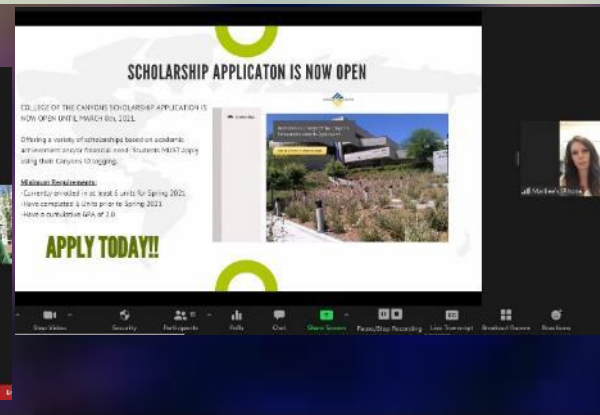 SCHOLARSHIP APPLICATON IS NOW OPEN
COLLEGE OF THE CANYONS SCHOLARSHIP APPLICATION IS
NOW OPEN UNTIL MARCH 8th, 2021.
Offering a variety of scholarships based on academic
achievement and/or financial need. Students MUST apply
using their Canyons ID logging.
Minimum Requirements:
-Currently enrolled in at least 6 units for Spring 2021
-Have completed 6 Units prior to Spring 2021
-Have a cumulative GPA of 2.0
APPLY TODAY!!
Stop Video
Security
Participants
Polls
Chat
Share Screen
Pause/Stop Recording
Live Transcript
Breakout Rooms
Reactions